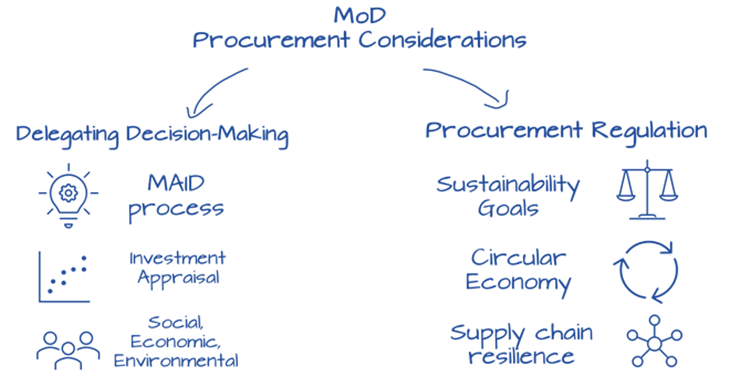 MoD
Procurement Considerations
Delegating Decision-Making
MAID
process
Investment
Appraisal
Social,
Economic,
Environmental
Procurement Regulation
Sustainability
Goals
Circular
Economy
Supply chain
resilience